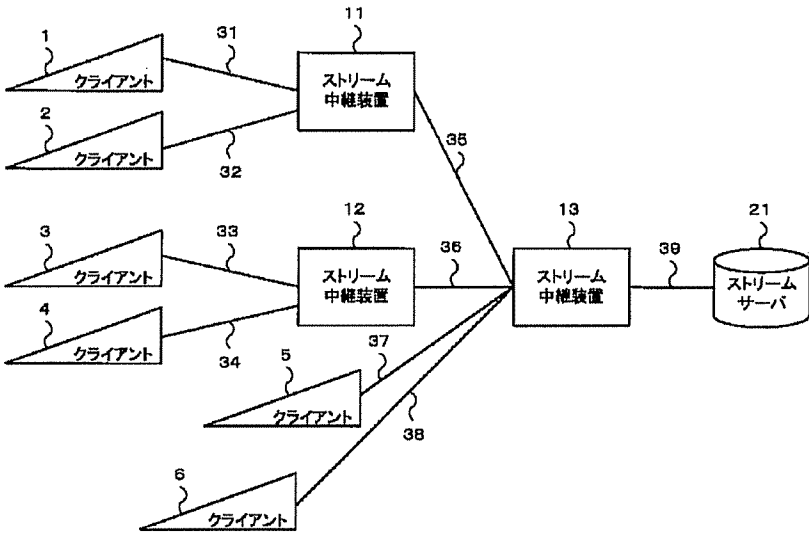 1
クライアント
31
11
ストリーム
中継装置
2
クライアント
32
35
3
クライアント
33
12
ストリーム
中継装置
36
13
ストリーム
中継装置
39
21
ストリーム
サーバ
4
クライアント
34
5
クライアント
37
38
6
クライアント